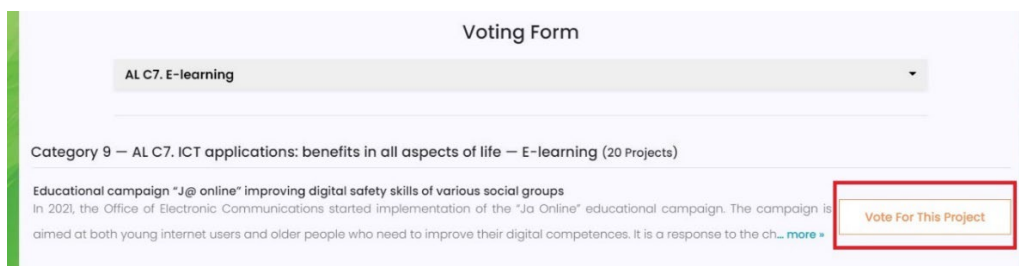 Voting Form
AL C7. E-learning
Category 9 — AL C7. ICT applications: benefits in all aspects of life — E-learning (20 Projects)
Educational campaign “J@ online” improving digital safety skills of various social groups
In 2021, the Office of Electronic Communications started implementation of the “Ja Online” educational campaign. The campaign is
aimed at both young internet users and older people who need to improve their digital competences. It is a response to the ch... more »
Vote For This Project